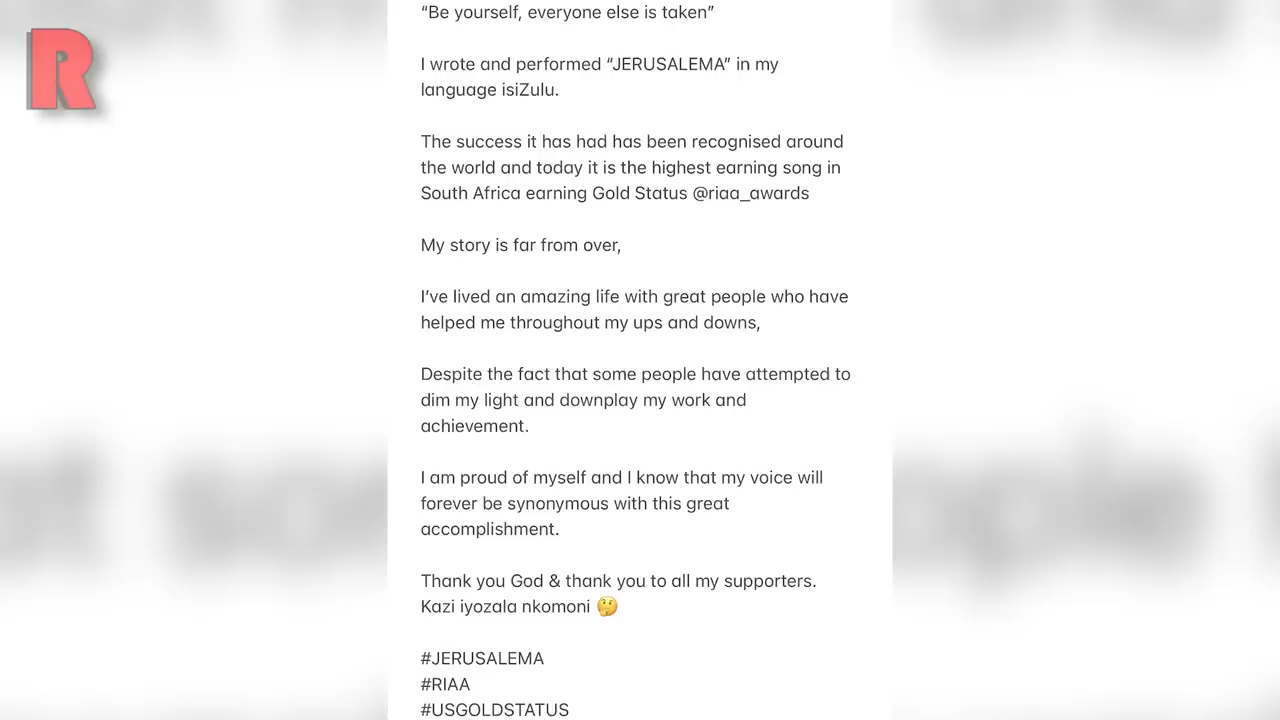 R
“Be yourself, everyone else is taken”
I wrote and performed “JERUSALEMA” in my
language isiZulu.
The success it has had has been recognised around
the world and today it is the highest earning song in
South Africa earning Gold Status @riaa_awards
My story is far from over,
I’ve lived an amazing life with great people who have
helped me throughout my ups and downs,
Despite the fact that some people have attempted to
dim my light and downplay my work and
achievement.
I am proud of myself and I know that my voice will
forever be synonymous with this great
accomplishment.
Thank you God & thank you to all my supporters.
Kazi iyozala nkomoni 🤔
#JERUSALEMA
#RIAA
#USGOLDSTATUS